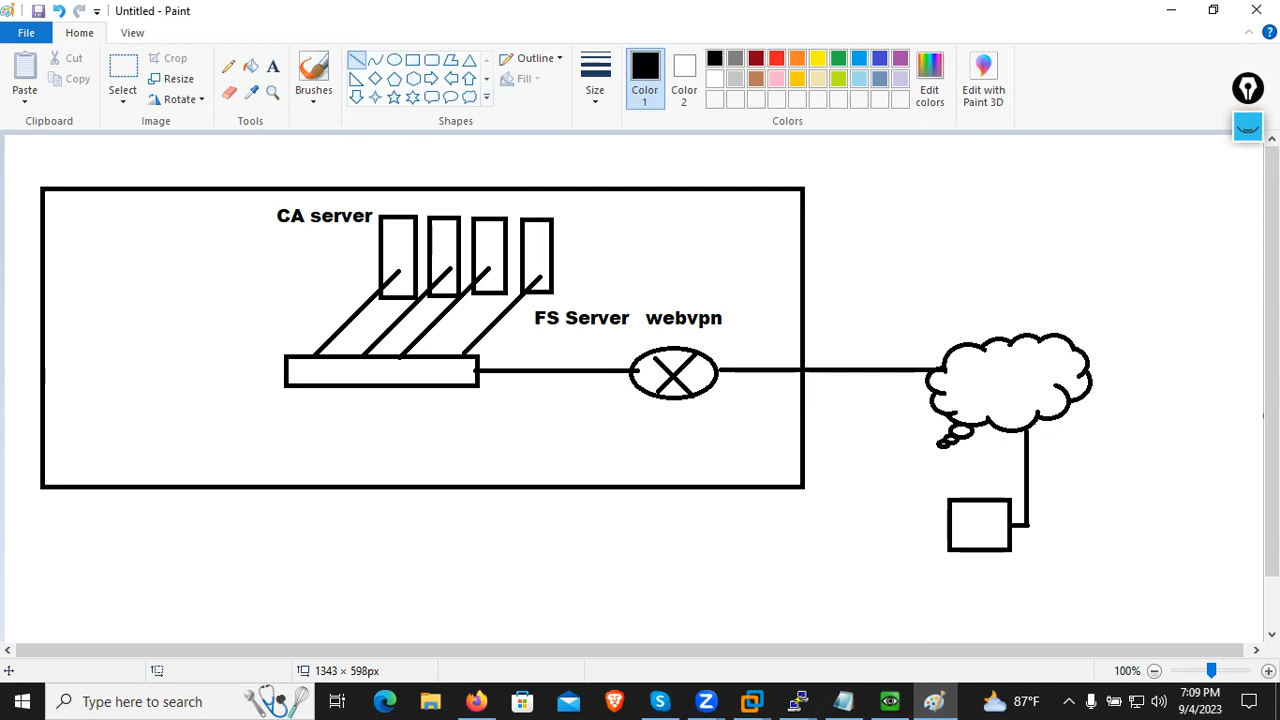 Untitled - Paint
File
Home
View
Paste
Cut
Copy
Clipboard
Select
Crop
Resize
Rotate
Image
Tools
A
Brushes
Shapes
Outline
Fill
Size
Color 1
Color 2
Edit colors
Edit with Paint 3D
Colors
CA server
FS Server webvpn
1343 × 598px
100%
Type here to search
87°F
7:09 PM
9/4/2023